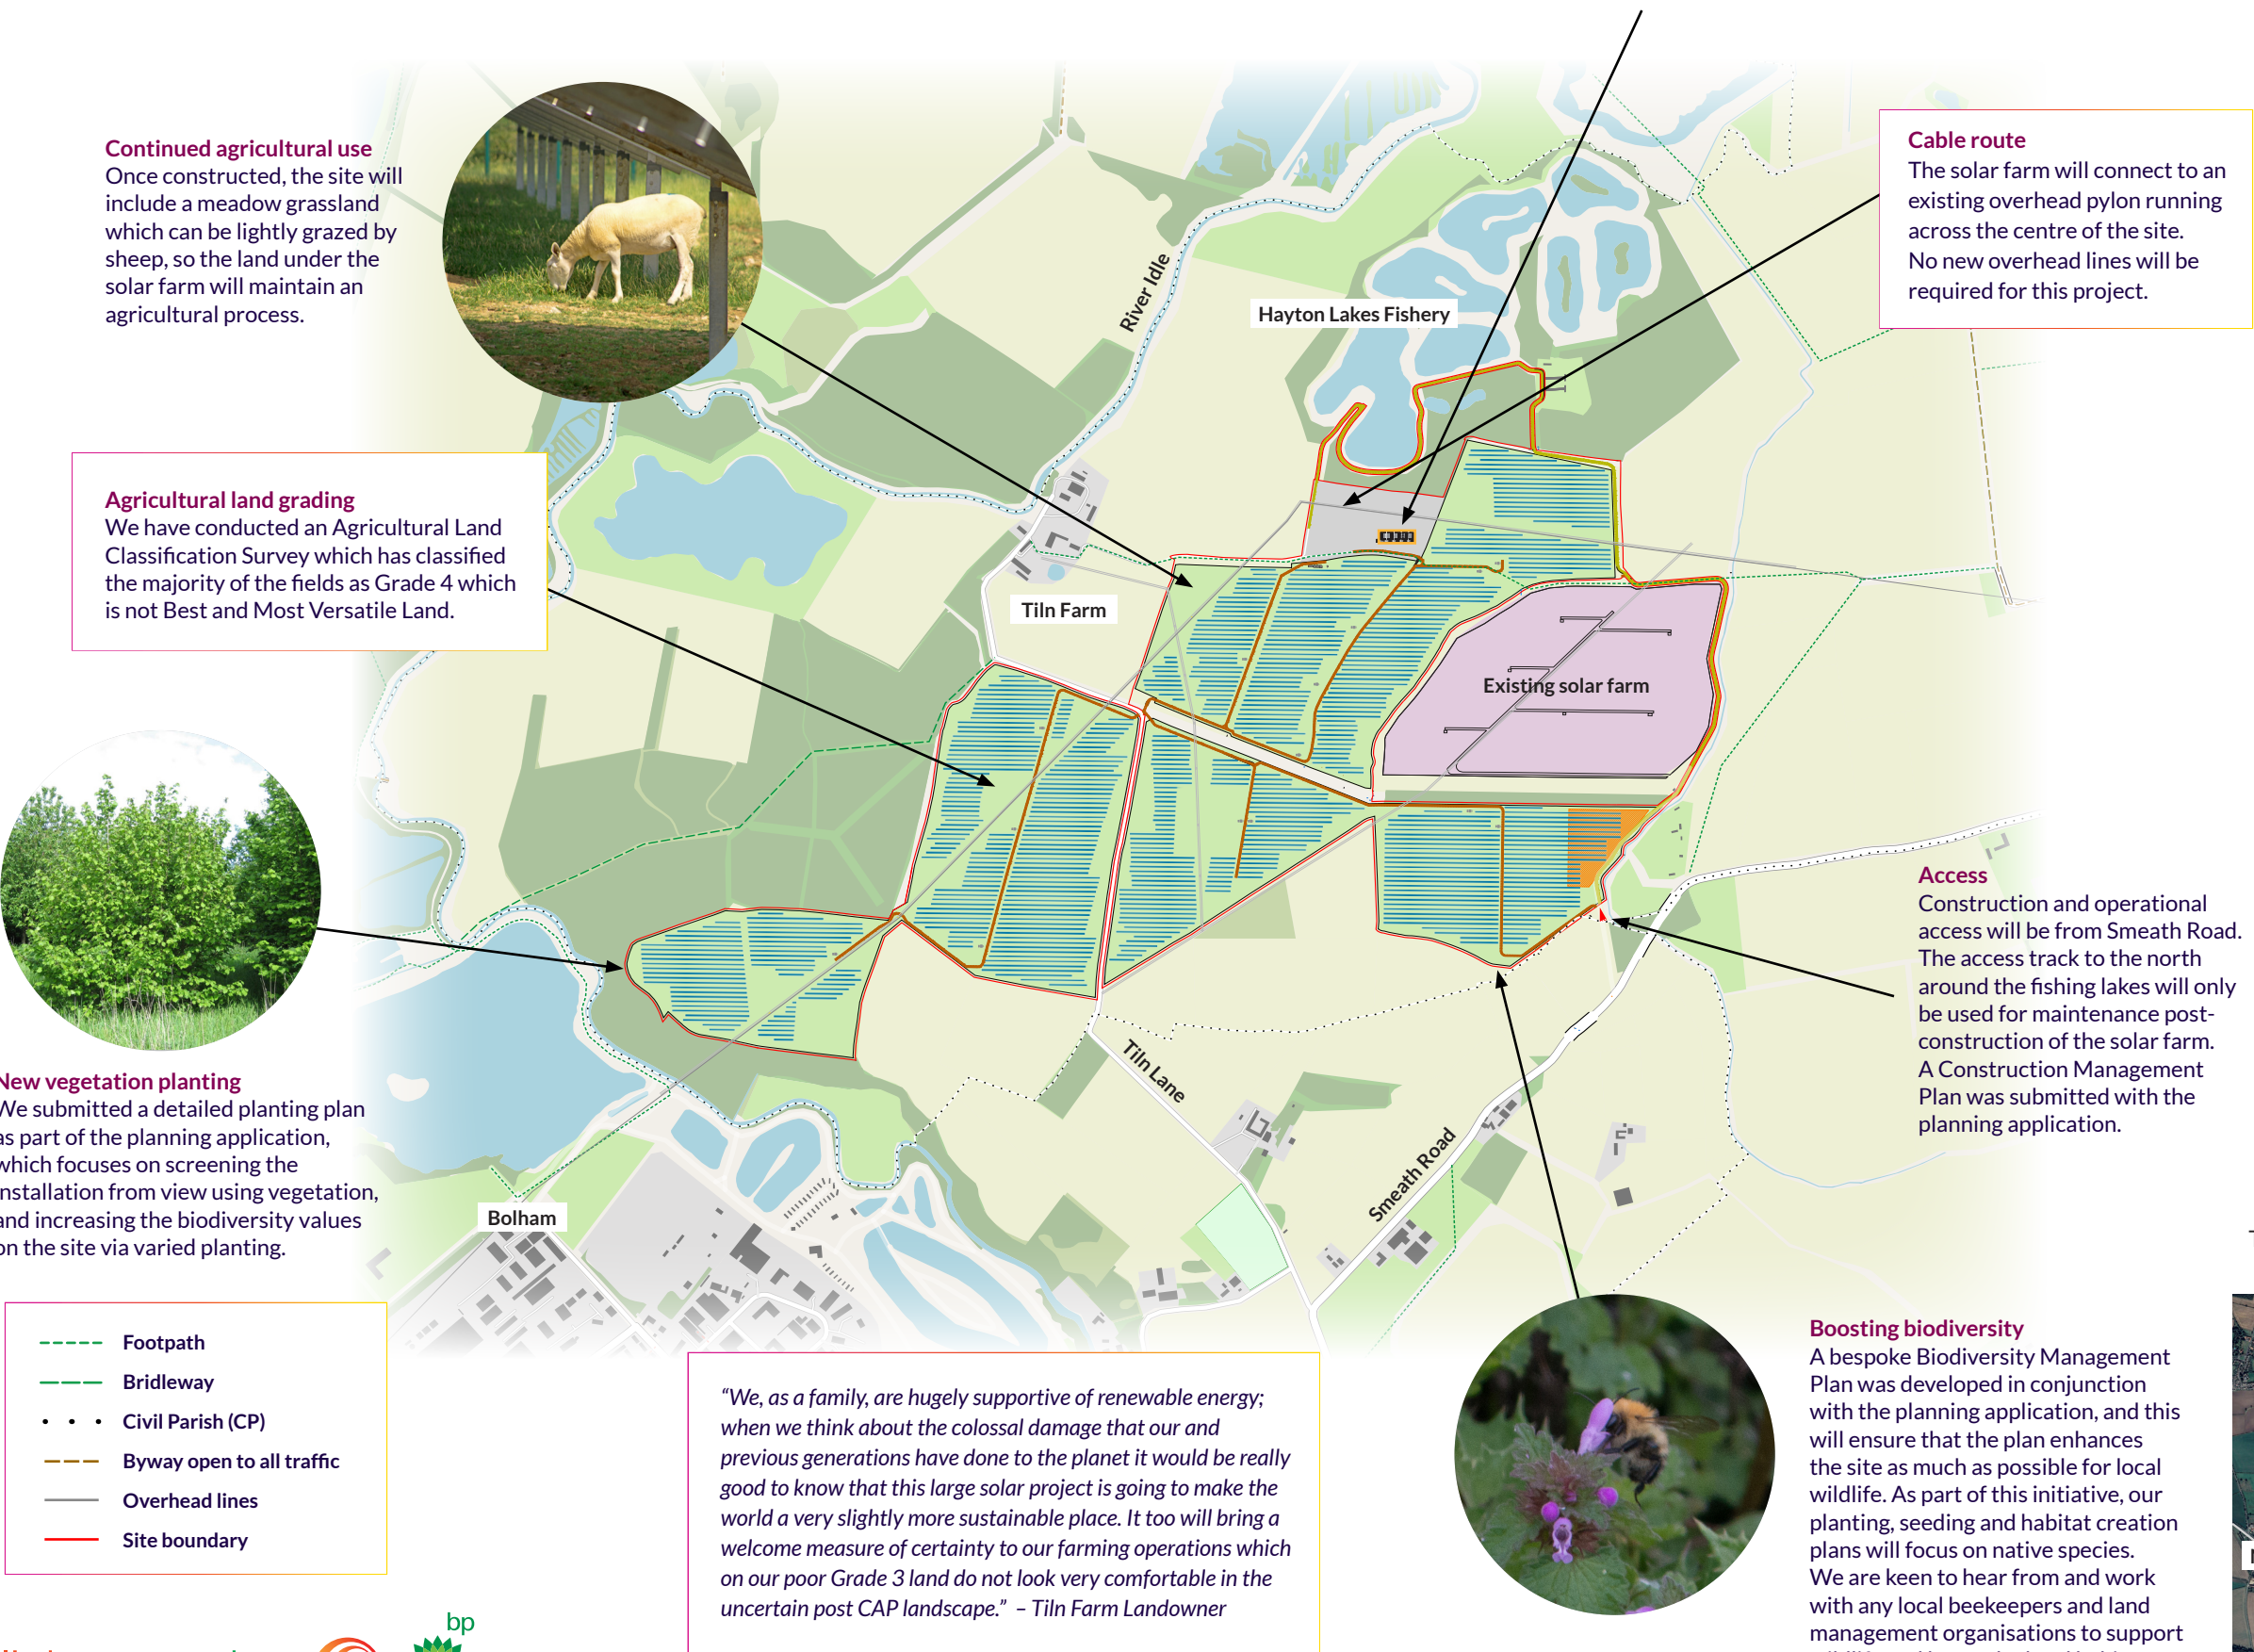 Continued agricultural use
Once constructed, the site will
include a meadow grassland
which can be lightly grazed by
sheep, so the land under the
solar farm will maintain an
agricultural process.
Cable route
The solar farm will connect to an
existing overhead pylon running
across the centre of the site.
No new overhead lines will be
required for this project.
River Idle
Hayton Lakes Fishery
Agricultural land grading
We have conducted an Agricultural Land
Classification Survey which has classified
the majority of the fields as Grade 4 which
is not Best and Most Versatile Land.
Tiln Farm
Existing solar farm
Access
Construction and operational
access will be from Smeath Road.
The access track to the north
around the fishing lakes will only
be used for maintenance post-
construction of the solar farm.
A Construction Management
Plan was submitted with the
planning application.
New vegetation planting
We submitted a detailed planting plan
as part of the planning application,
which focuses on screening the
installation from view using vegetation,
and increasing the biodiversity values
on the site via varied planting.
Tiln Lane
Smeath Road
Bolham
Footpath
Bridleway
Civil Parish (CP)
Byway open to all traffic
Overhead lines
Site boundary
“We, as a family, are hugely supportive of renewable energy;
when we think about the colossal damage that our and
previous generations have done to the planet it would be really
good to know that this large solar project is going to make the
world a very slightly more sustainable place. It too will bring a
welcome measure of certainty to our farming operations which
on our poor Grade 3 land do not look very comfortable in the
uncertain post CAP landscape.” – Tiln Farm Landowner
Boosting biodiversity
A bespoke Biodiversity Management
Plan was developed in conjunction
with the planning application, and this
will ensure that the plan enhances
the site as much as possible for local
wildlife. As part of this initiative, our
planting, seeding and habitat creation
plans will focus on native species.
We are keen to hear from and work
with any local beekeepers and land
management organisations to support
bp